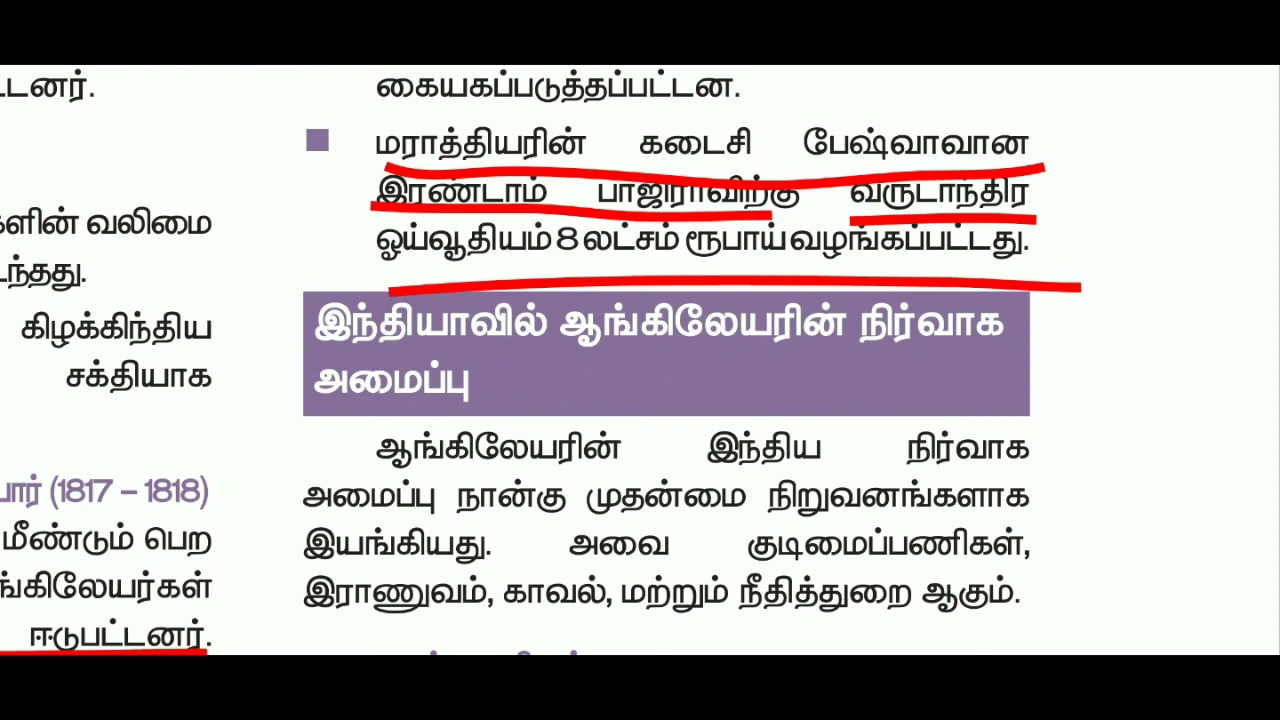 டனர்.
களின் வலிமை
டந்தது.
கிழக்கிந்திய
சக்தியாக
போர் (1817 – 1818)
மீண்டும் பெற
ங்கிலேயர்கள்
ஈடுபட்டனர்.
கையகப்படுத்தப்பட்டன.
மராத்தியரின் கடைசி பேஷ்வாவான
இரண்டாம் பாஜிராவிற்கு வருடாந்திர
ஓய்வூதியம் 8 லட்சம் ரூபாய் வழங்கப்பட்டது.
இந்தியாவில் ஆங்கிலேயரின் நிர்வாக
அமைப்பு
ஆங்கிலேயரின் இந்திய நிர்வாக
அமைப்பு நான்கு முதன்மை நிறுவனங்களாக
இயங்கியது. அவை குடிமைப்பணிகள்,
இராணுவம், காவல், மற்றும் நீதித்துறை ஆகும்.